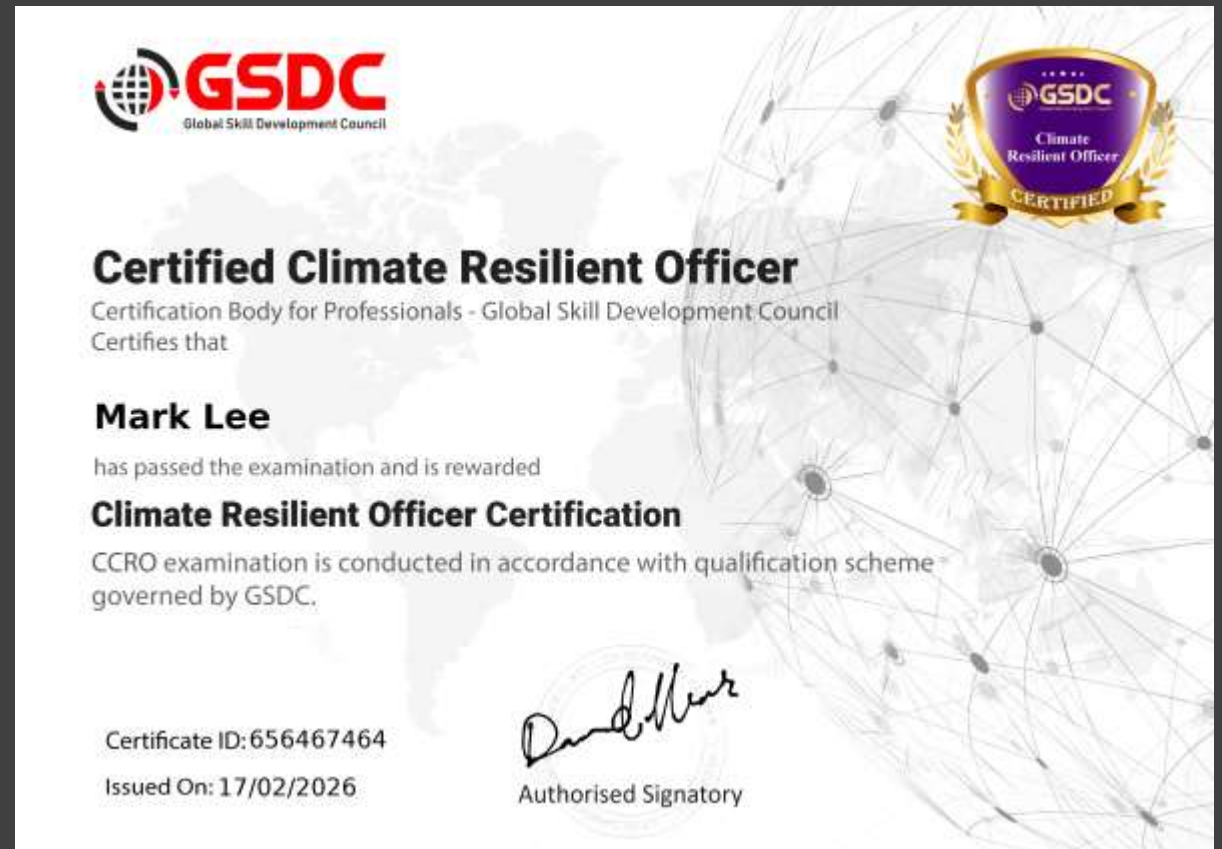 GSDC
Global Skill Development Council
GSDC
Climate
Resilient Officer
CERTIFIED
Certified Climate Resilient Officer
Certification Body for Professionals - Global Skill Development Council
Certifies that
Mark Lee
has passed the examination and is rewarded
Climate Resilient Officer Certification
CCRO examination is conducted in accordance with qualification scheme
governed by GSDC.
Certificate ID: 656467464
Issued On: 17/02/2026
Authorised Signatory